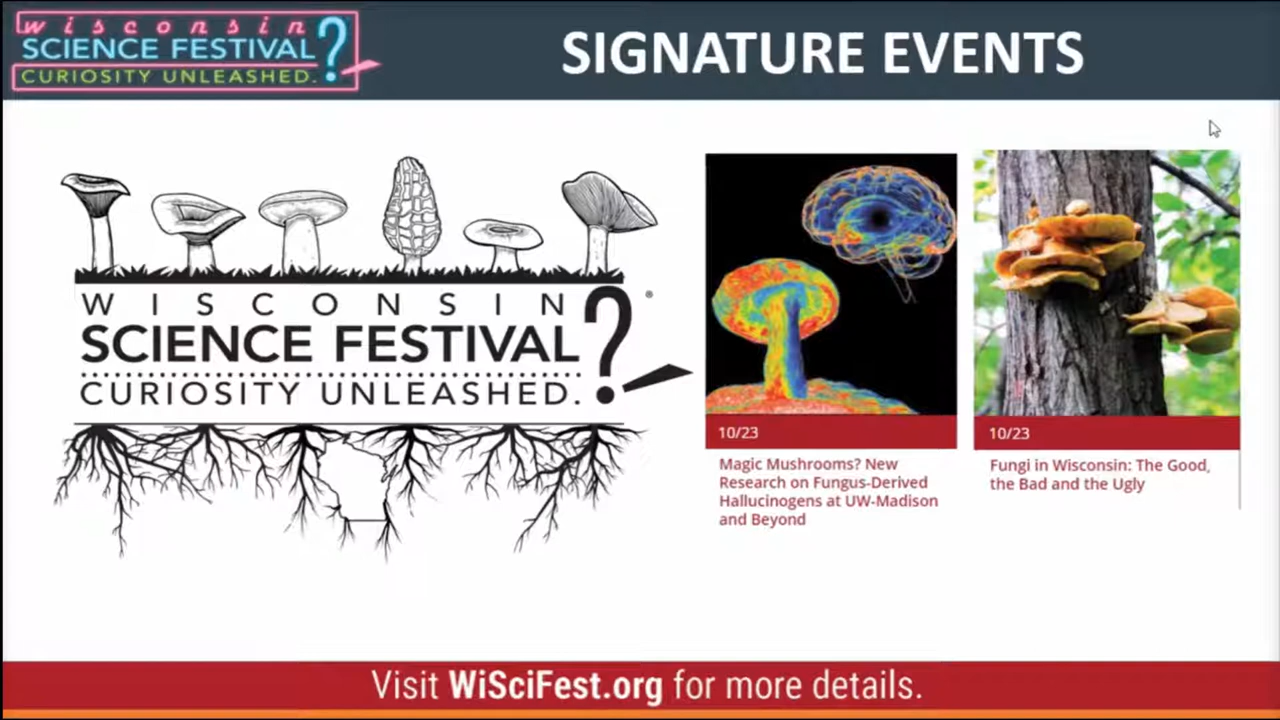 wisconsin
SCIENCE FESTIVAL?
CURIOSITY UNLEASHED.
SIGNATURE EVENTS
WISCONSIN
SCIENCE FESTIVAL?®
CURIOSITY UNLEASHED.
10/23
Magic Mushrooms? New
Research on Fungus-Derived
Hallucinogens at UW-Madison
and Beyond
10/23
Fungi in Wisconsin: The Good,
the Bad and the Ugly
Visit WiSciFest.org for more details.